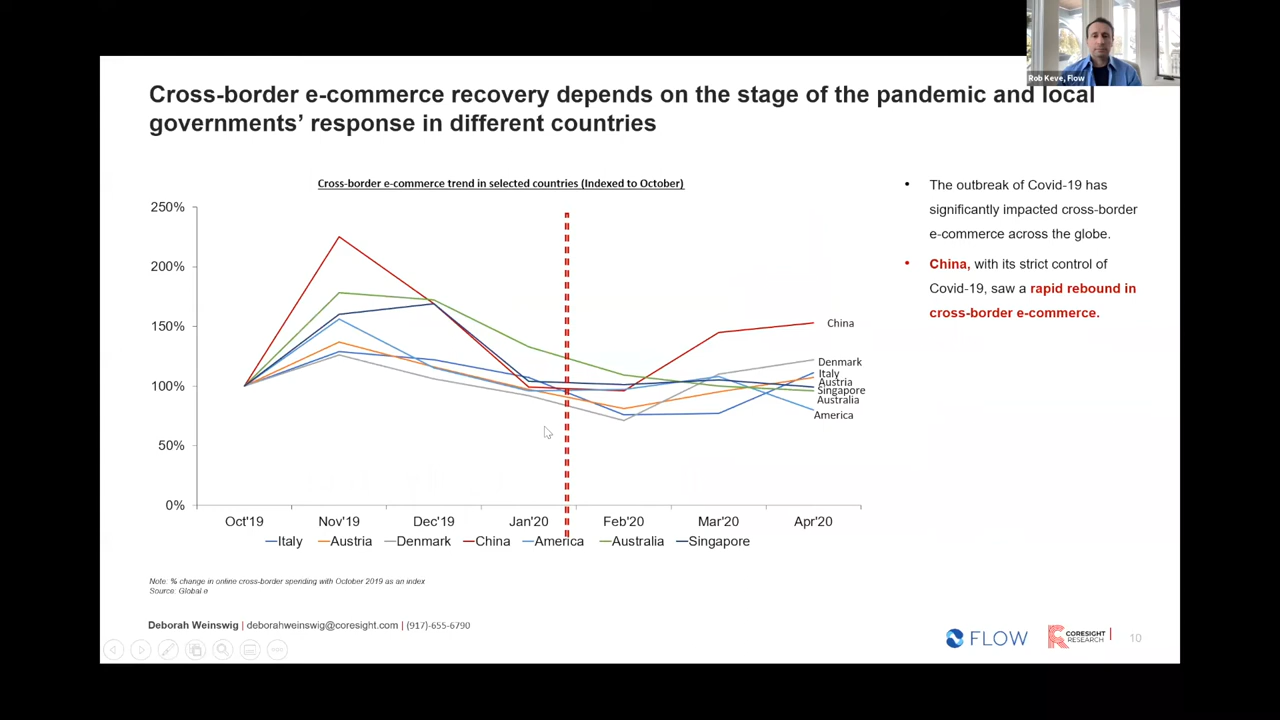 Rob Keve, Flow
Cross-border e-commerce recovery depends on the stage of the pandemic and local
governments' response in different countries
Cross-border e-commerce trend in selected countries (Indexed to October)
250%
200%
150%
100%
50%
0%
China
Denmark
Italy
Austria
Singapore
Australia
America
Oct'19 Nov'19 Dec'19 Jan'20 Feb'20 Mar'20 Apr'20
Italy Austria Denmark China America Australia Singapore
• The outbreak of Covid-19 has
significantly impacted cross-border
e-commerce across the globe.
• China, with its strict control of
Covid-19, saw a rapid rebound in
cross-border e-commerce.
Note: % change in online cross-border spending with October 2019 as an index
Source: Global e
Deborah Weinswig | deborahweinswig@coresight.com | (917)-655-6790
FLOW
CORESIGHT
RESEARCH
10